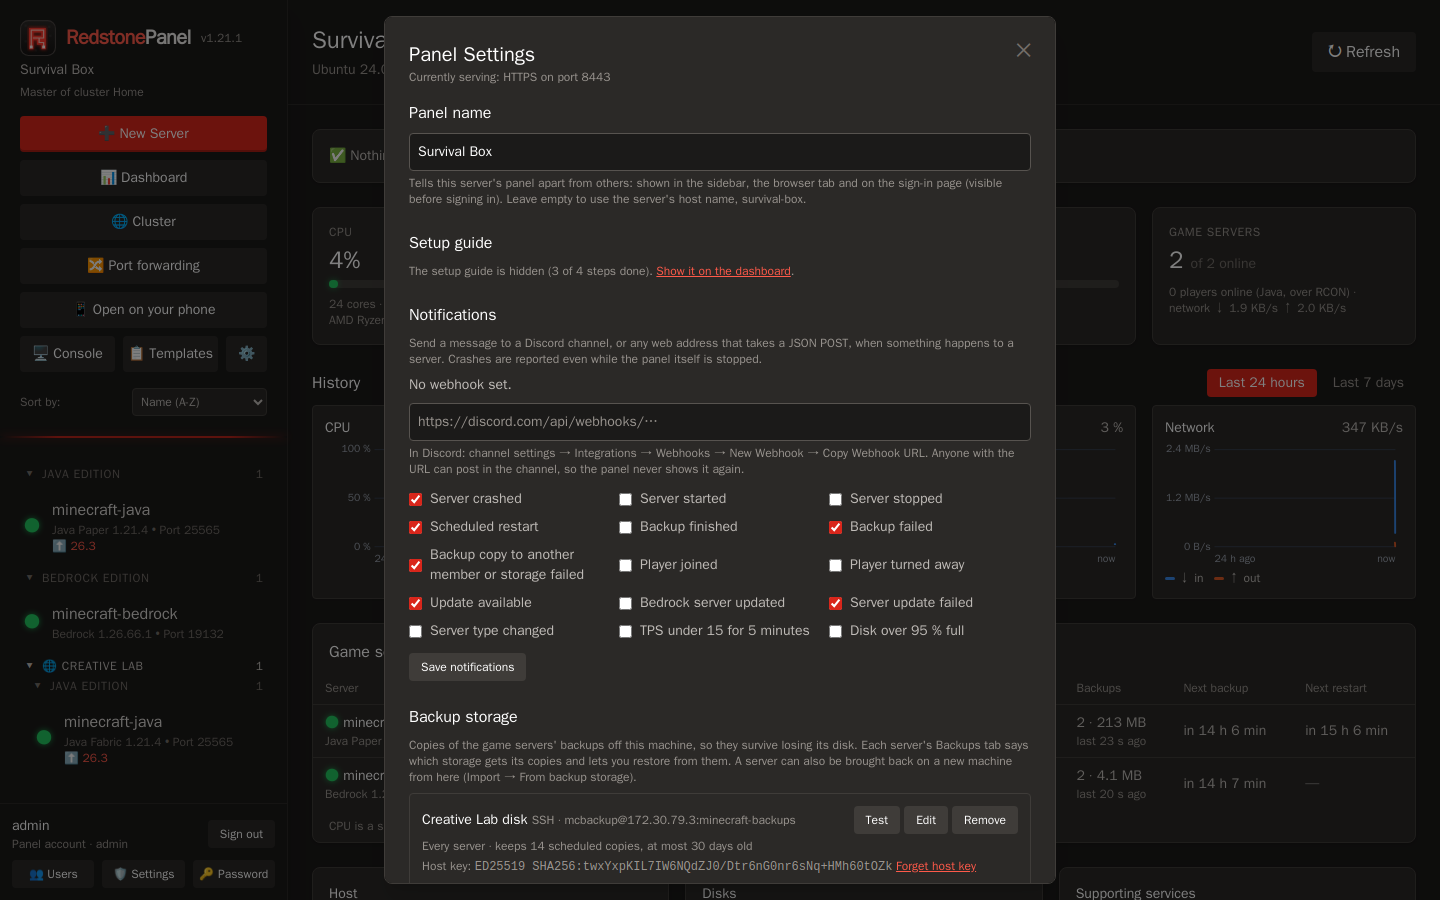 RedstonePanel v1.21.1
Survival Box
Master of cluster Home
New Server
Dashboard
Cluster
Port forwarding
Open on your phone
Console
Templates
Sort by:
Name (A-Z)
JAVA EDITION 1
minecraft-java
Java Paper 1.21.4 • Port 25565
26.3
BEDROCK EDITION 1
minecraft-bedrock
Bedrock 1.26.66.1 • Port 19132
CREATIVE LAB 1
JAVA EDITION 1
minecraft-java
Java Fabric 1.21.4 • Port 25565
26.3
admin
Panel account · admin
Sign out
Users
Settings
Password
Refresh
CPU
4%
24 cores ·
GAME SERVERS
2 of 2 online
0 players online (Java, over RCON) ·
network ↓ 1.9 KB/s ↑ 2.0 KB/s
History
Last 24 hours
Last 7 days
CPU
100 %
50 %
0 %
3 %
now
Network 347 KB/s
2.4 MB/s
1.2 MB/s
0 B/s
24 h ago now
↓ in ↑ out
Server
Backups
Next backup
Next restart
2 · 213 MB
last 23 s ago
in 14 h 6 min
in 15 h 6 min
Java Paper
2 · 4.1 MB
last 20 s ago
in 14 h 7 min
—
Host
Disks
Supporting services
Panel Settings
Currently serving: HTTPS on port 8443
Panel name
Survival Box
Tells this server's panel apart from others: shown in the sidebar, the browser tab and on the sign-in page (visible
before signing in). Leave empty to use the server's host name, survival-box.
Setup guide
The setup guide is hidden (3 of 4 steps done). Show it on the dashboard.
Notifications
Send a message to a Discord channel, or any web address that takes a JSON POST, when something happens to a
server. Crashes are reported even while the panel itself is stopped.
No webhook set.
https://discord.com/api/webhooks/···
In Discord: channel settings → Integrations → Webhooks → New Webhook → Copy Webhook URL. Anyone with the
URL can post in the channel, so the panel never shows it again.
Server crashed
Server started
Server stopped
Scheduled restart
Backup finished
Backup failed
Backup copy to another
member or storage failed
Player joined
Player turned away
Update available
Bedrock server updated
Server update failed
Server type changed
TPS under 15 for 5 minutes
Disk over 95 % full
Save notifications
Backup storage
Copies of the game servers' backups off this machine, so they survive losing its disk. Each server's Backups tab says
which storage gets its copies and lets you restore from them. A server can also be brought back on a new machine
from here (Import → From backup storage).
Creative Lab disk SSH · mcbackup@172.30.79.3:minecraft-backups
Test
Edit
Remove
Every server · keeps 14 scheduled copies, at most 30 days old
Host key: ED25519 SHA256:twxYxpKIL7IW6NQdZJ0/Dtr6nG0nr6sNq+HMh60tOZk Forget host key